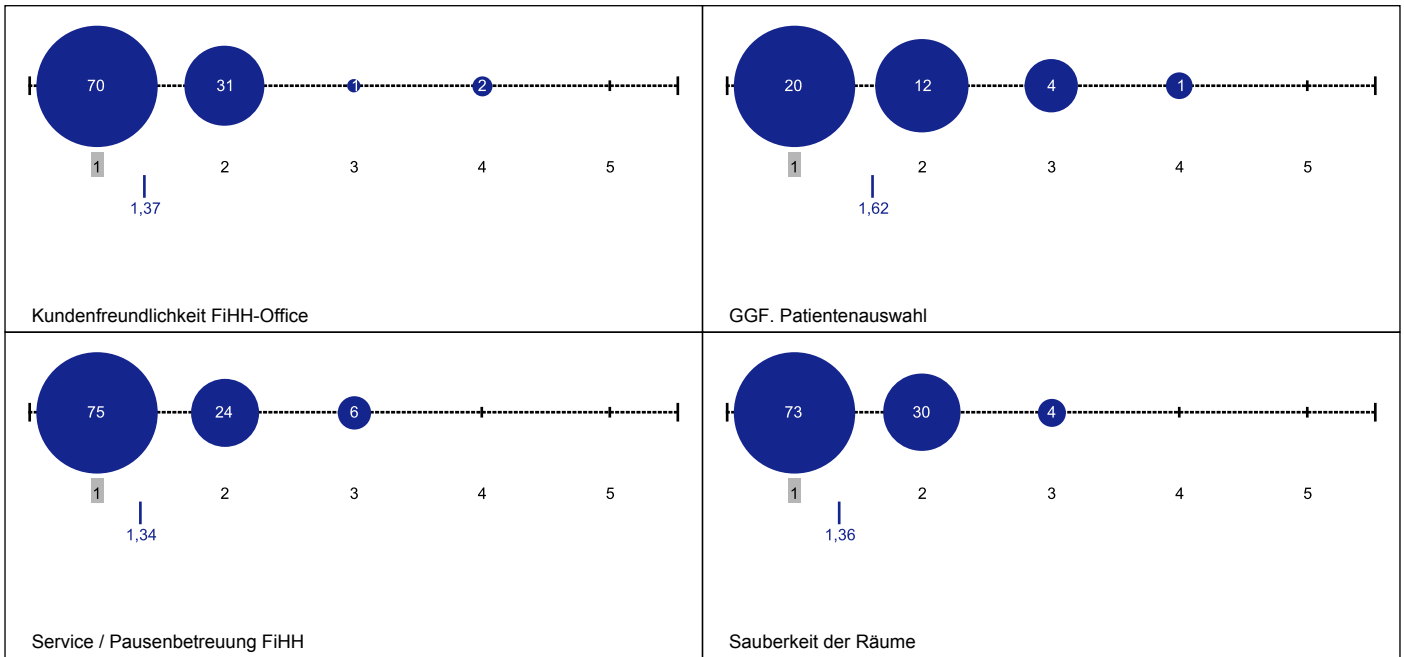 70 31 1 2
1 2 3 4 5
1,37
Kundenfreundlichkeit FiHH-Office
20 12 4 1
1 2 3 4 5
1,62
GGF. Patientenauswahl
75 24 6
1 2 3 4 5
1,34
Service / Pausenbetreuung FiHH
73 30 4
1 2 3 4 5
1,36
Sauberkeit der Räume